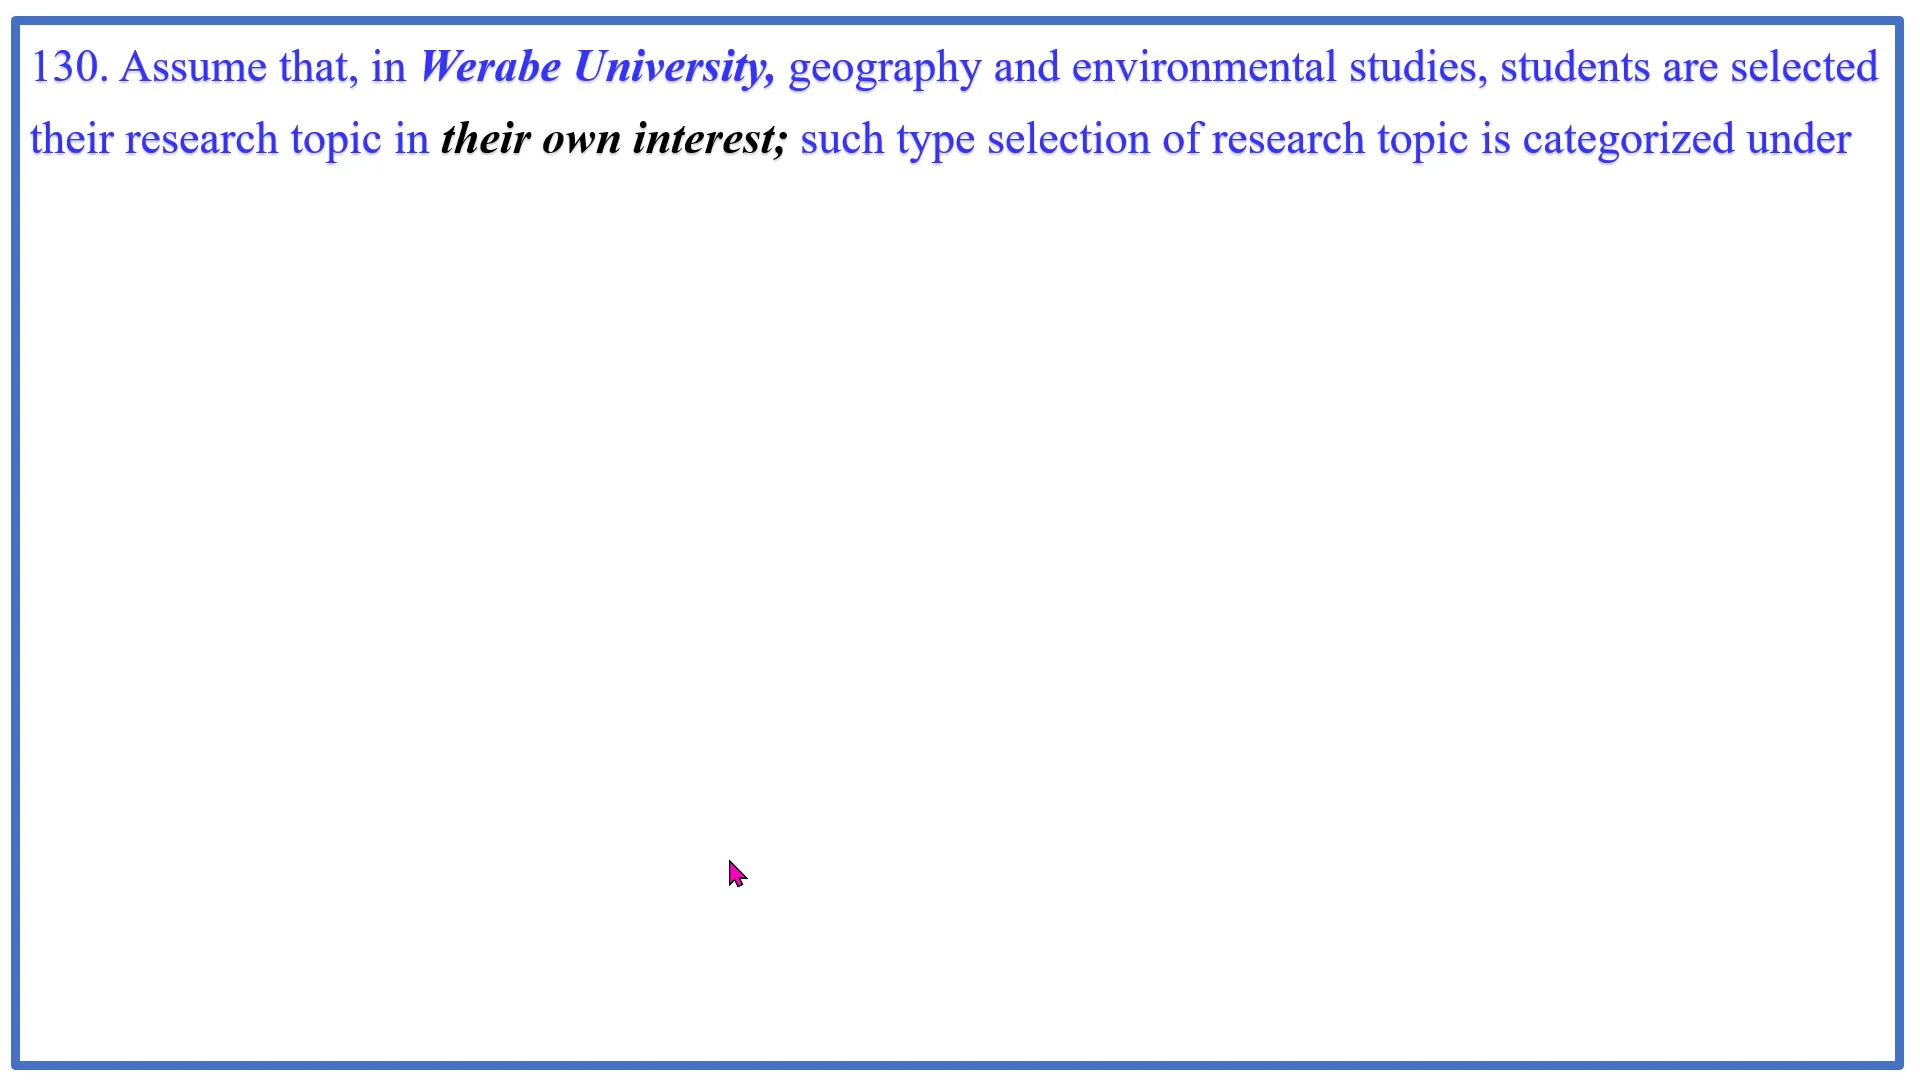 130. Assume that, in Werabe University, geography and environmental studies, students are selected
their research topic in their own interest; such type selection of research topic is categorized under